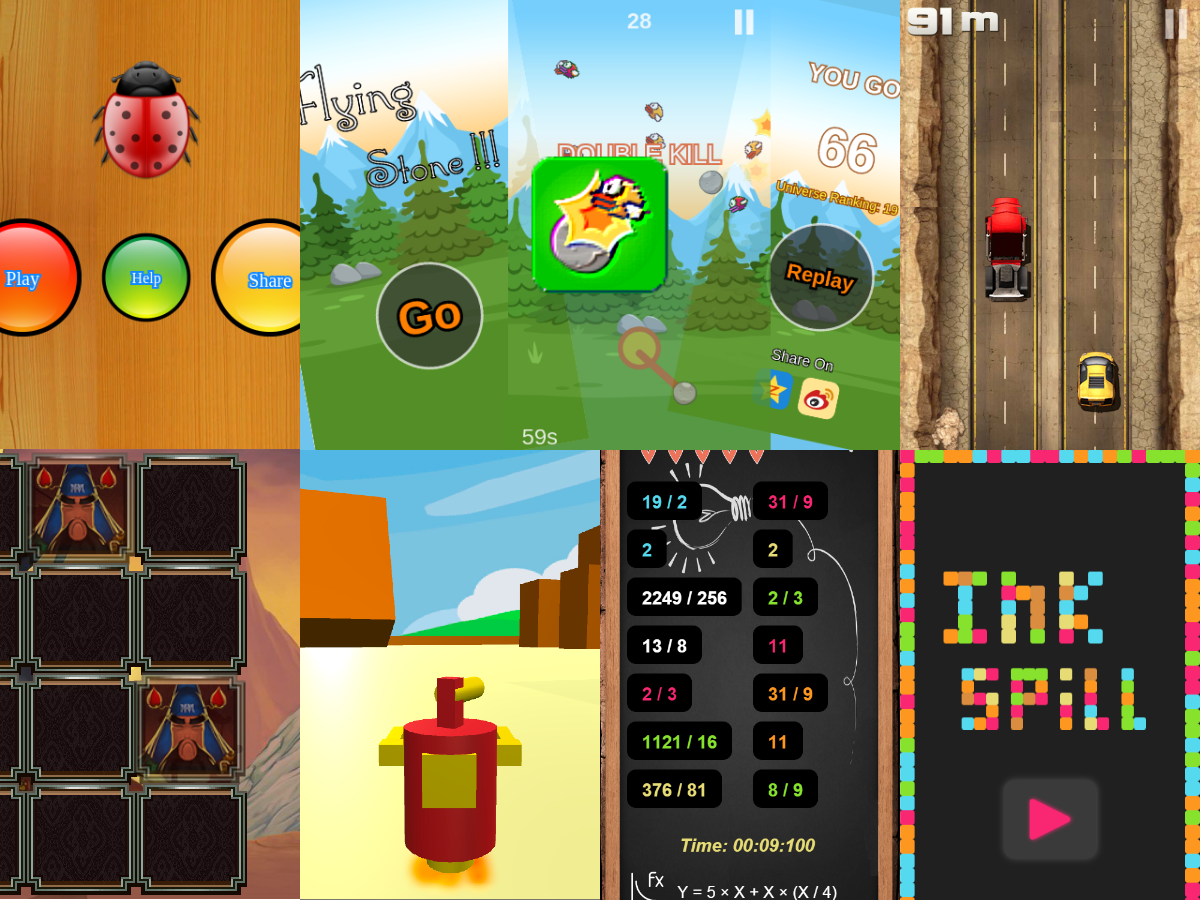 Play
Help
Share
Flying
Stone !!!
Go
28
DOUBLE KILL
59s
YOU GO
66
Universe Ranking: 19
Replay
Share On
91 m
19 / 2
31 / 9
2
2
2249 / 256
2 / 3
13 / 8
11
2 / 3
31 / 9
1121 / 16
11
376 / 81
8 / 9
Time: 00:09:100
fx
Y = 5 × X + X × (X / 4)
INK
SPILL